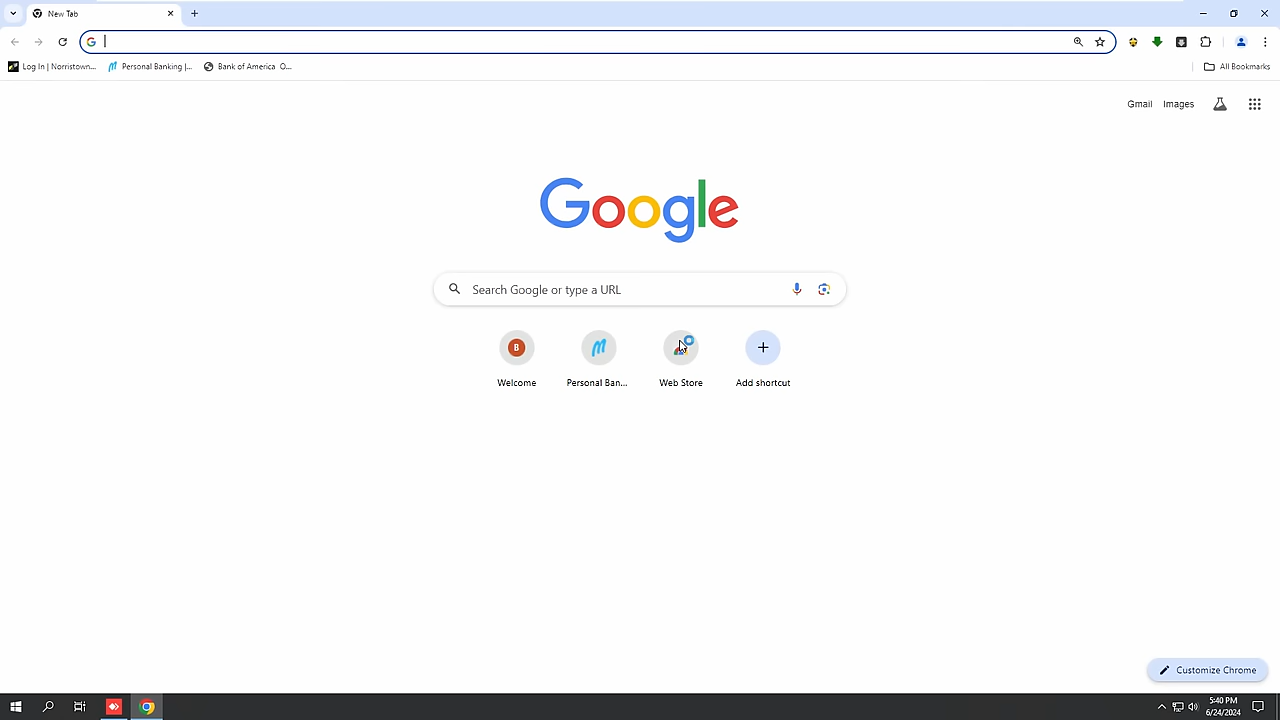 New Tab
Log In | Norristown...
Personal Banking |...
Bank of America O...
All Bookmarks
Gmail
Images
Google
Search Google or type a URL
B
Welcome
Personal Ban...
Web Store
Add shortcut
Customize Chrome
5:40 PM
6/24/2024